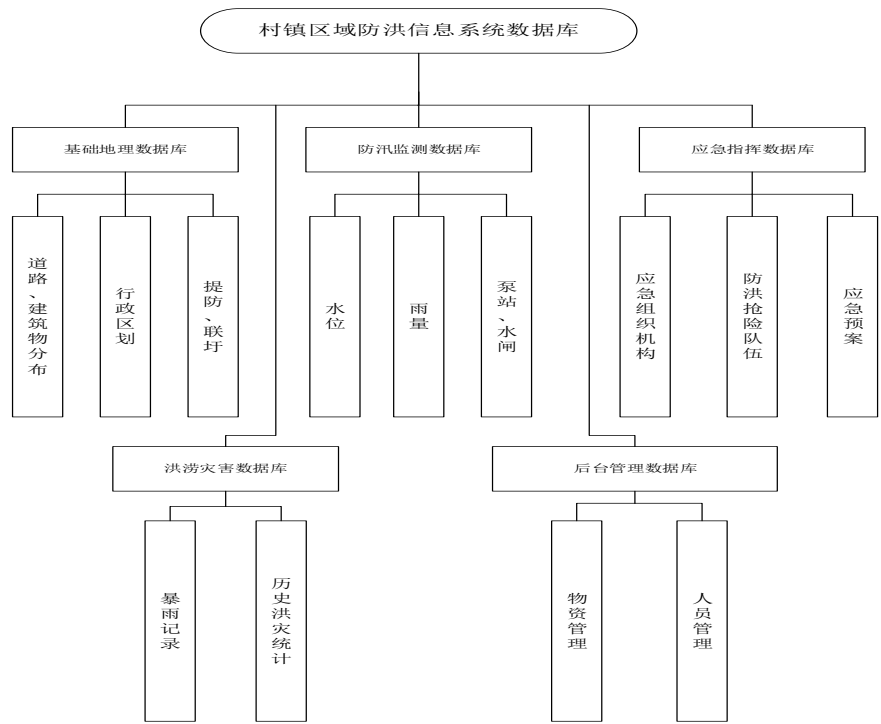 村镇区域防洪信息系统数据库
基础地理数据库
防汛监测数据库
应急指挥数据库
道路、建筑物分布
行政区划
提防、联圩
水位
雨量
泵站、水闸
应急组织机构
防洪抢险队伍
应急预案
洪涝灾害数据库
后台管理数据库
暴雨记录
历史洪灾统计
物资管理
人员管理